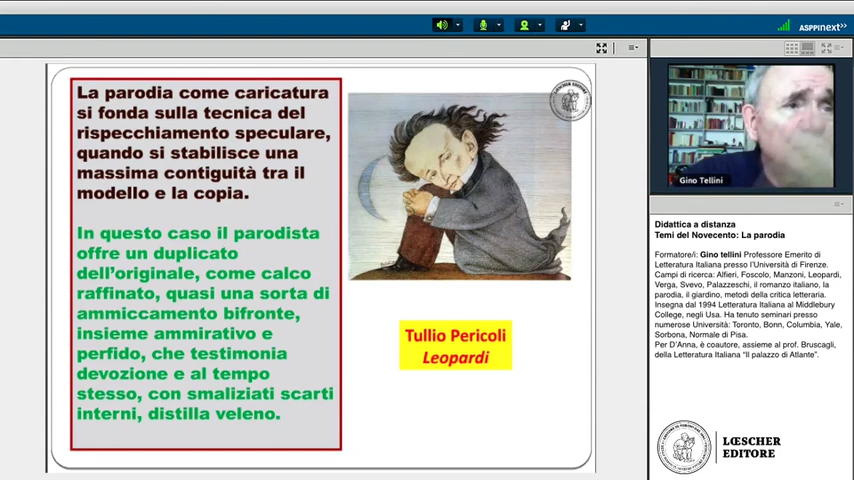 ASPPInext>>
La parodia come caricatura
si fonda sulla tecnica del
rispecchiamento speculare,
quando si stabilisce una
massima contiguità tra il
modello e la copia.
In questo caso il parodista
offre un duplicato
dell'originale, come calco
raffinato, quasi una sorta di
ammiccamento bifronte,
insieme ammirativo e
perfido, che testimonia
devozione e al tempo
stesso, con smaliziati scarti
interni, distilla veleno.
LOESCHER EDITORE
Tullio Pericoli
Leopardi
Gino Tellini
Didattica a distanza
Temi del Novecento: La parodia
Formatore/i: Gino tellini Professore Emerito di
Letteratura Italiana presso l'Università di Firenze.
Campi di ricerca: Alfieri, Foscolo, Manzoni, Leopardi,
Verga, Svevo, Palazzeschi, il romanzo italiano, la
parodia, il giardino, metodi della critica letteraria.
Insegna dal 1994 Letteratura Italiana al Middlebury
College, negli Usa. Ha tenuto seminari presso
numerose Università: Toronto, Bonn, Columbia, Yale,
Sorbona, Normale di Pisa.
Per D'Anna, è coautore, assieme al prof. Bruscagli,
della Letteratura Italiana "Il palazzo di Atlante".
LŒSCHER
EDITORE